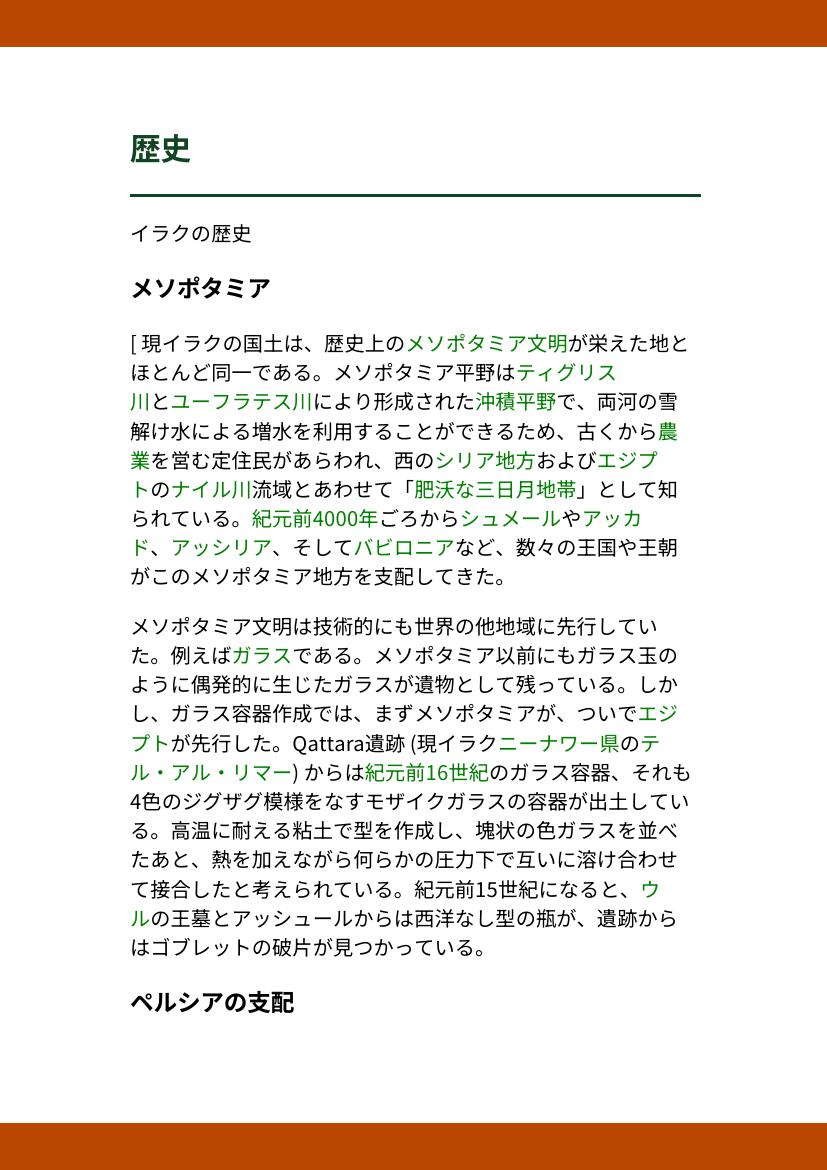 歴史
イラクの歴史
メソポタミア
[ 現イラクの国土は、歴史上のメソポタミア文明が栄えた地と
ほとんど同一である。メソポタミア平野はティグリス
川とユーフラテス川により形成された沖積平野で、両河の雪
解け水による増水を利用することができるため、古くから農
業を営む定住民があらわれ、西のシリア地方およびエジプ
トのナイル川流域とあわせて「肥沃な三日月地帯」として知
られている。紀元前4000年ごろからシュメールやアッカ
ド、アッシリア、そしてバビロニアなど、数々の王国や王朝
がこのメソポタミア地方を支配してきた。
メソポタミア文明は技術的にも世界の他地域に先行してい
た。例えばガラスである。メソポタミア以前にもガラス玉の
ように偶発的に生じたガラスが遺物として残っている。しか
し、ガラス容器作成では、まずメソポタミアが、ついでエジ
プトが先行した。Qattara遺跡 (現イラクニーナワー県のテ
ル・アル・リマー) からは紀元前16世紀のガラス容器、それも
4色のジグザグ模様をなすモザイクガラスの容器が出土してい
る。高温に耐える粘土で型を作成し、塊状の色ガラスを並べ
たあと、熱を加えながら何らかの圧力下で互いに溶け合わせ
て接合したと考えられている。紀元前15世紀になると、ウ
ルの王墓とアッシュールからは西洋なし型の瓶が、遺跡から
はゴブレットの破片が見つかっている。
ペルシアの支配